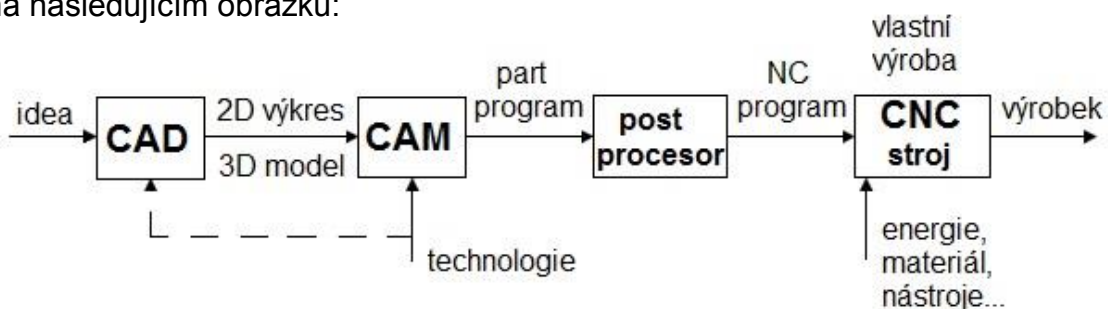 na následujícím obrázku:
vlastní
výroba
idea
CAD
2D výkres
3D model
CAM
part
program
post
procesor
NC
program
CNC
stroj
výrobek
technologie
energie,
materiál,
nástroje...